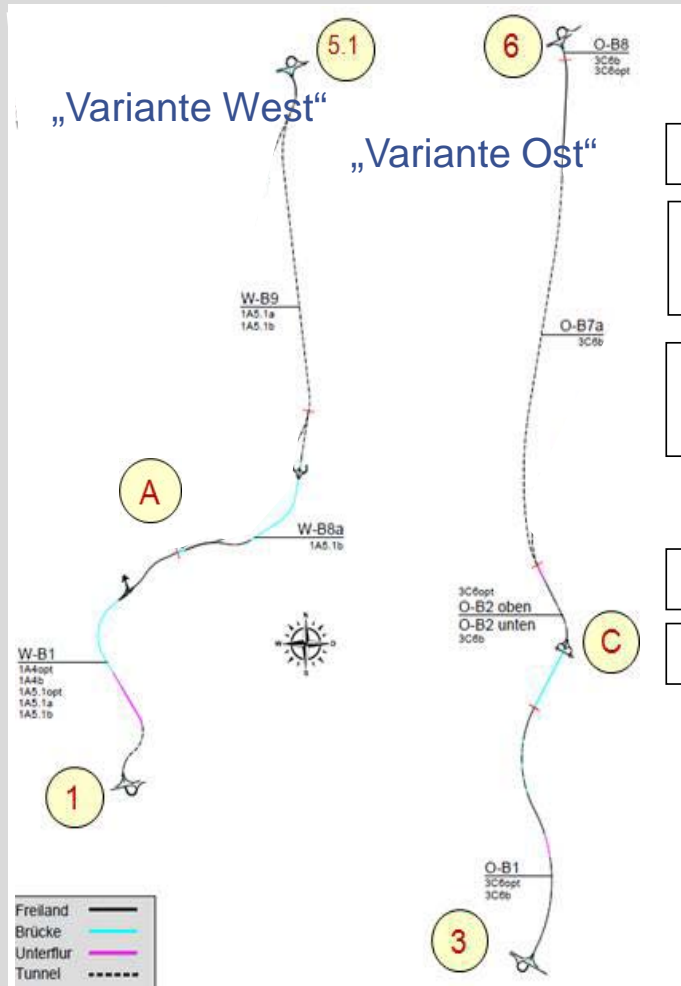 5.1
6
O-B8
3C6b
3C6opt
„Variante West“
„Variante Ost“
W-B9
1A5.1a
1A5.1b
O-B7a
3C6b
A
W-B8a
1A5.1b
3C6opt
O-B2 oben
O-B2 unten
3C6b
C
W-B1
1A4opt
1A4b
1A5.1opt
1A5.1a
1A5.1b
N
W
O
S
1
O-B1
3C6opt
3C6b
3
Freiland
Brücke
Unterflur
Tunnel